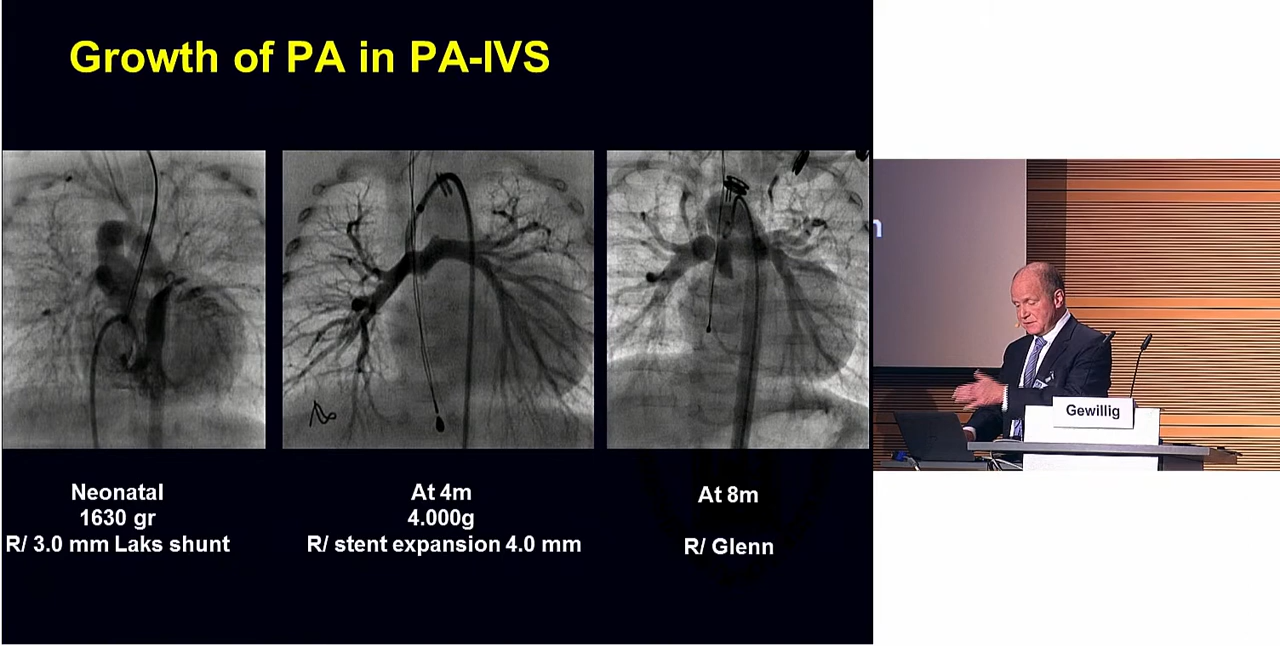 Growth of PA in PA-IVS
Neonatal
1630 gr
R/ 3.0 mm Laks shunt
At 4m
4.000g
R/ stent expansion 4.0 mm
At 8m
R/ Glenn
Gewillig